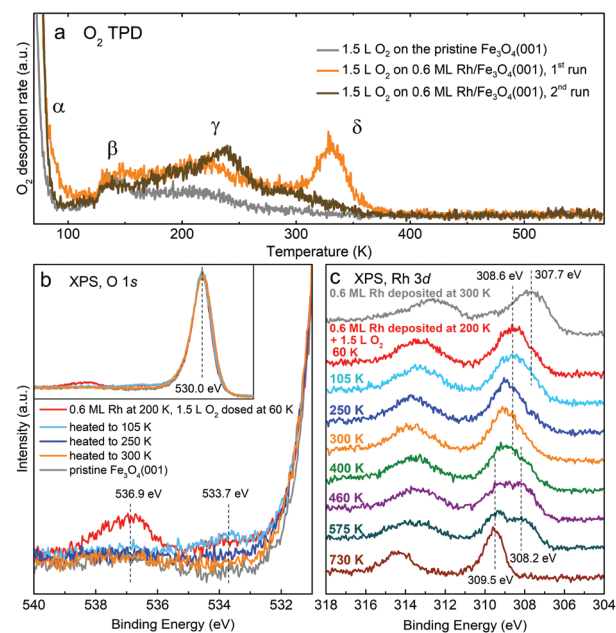 a O₂ TPD
1.5 L O₂ on the pristine Fe₃O₄(001)
1.5 L O₂ on 0.6 ML Rh/Fe₃O₄(001), 1st run
1.5 L O₂ on 0.6 ML Rh/Fe₃O₄(001), 2nd run
α
β
γ
δ
O₂ desorption rate (a.u.)
100 200 300 400 500
Temperature (K)
b XPS, O 1s
530.0 eV
0.6 ML Rh at 200 K, 1.5 L O₂ dosed at 60 K
heated to 105 K
heated to 250 K
heated to 300 K
pristine Fe₃O₄(001)
536.9 eV
533.7 eV
Intensity (a.u.)
540 538 536 534 532
Binding Energy (eV)
c XPS, Rh 3d
308.6 eV
307.7 eV
0.6 ML Rh deposited at 300 K
0.6 ML Rh deposited at 200 K
+ 1.5 L O₂
60 K
105 K
250 K
300 K
400 K
460 K
575 K
730 K
308.2 eV
309.5 eV
318 316 314 312 310 308 306 304
Binding Energy (eV)